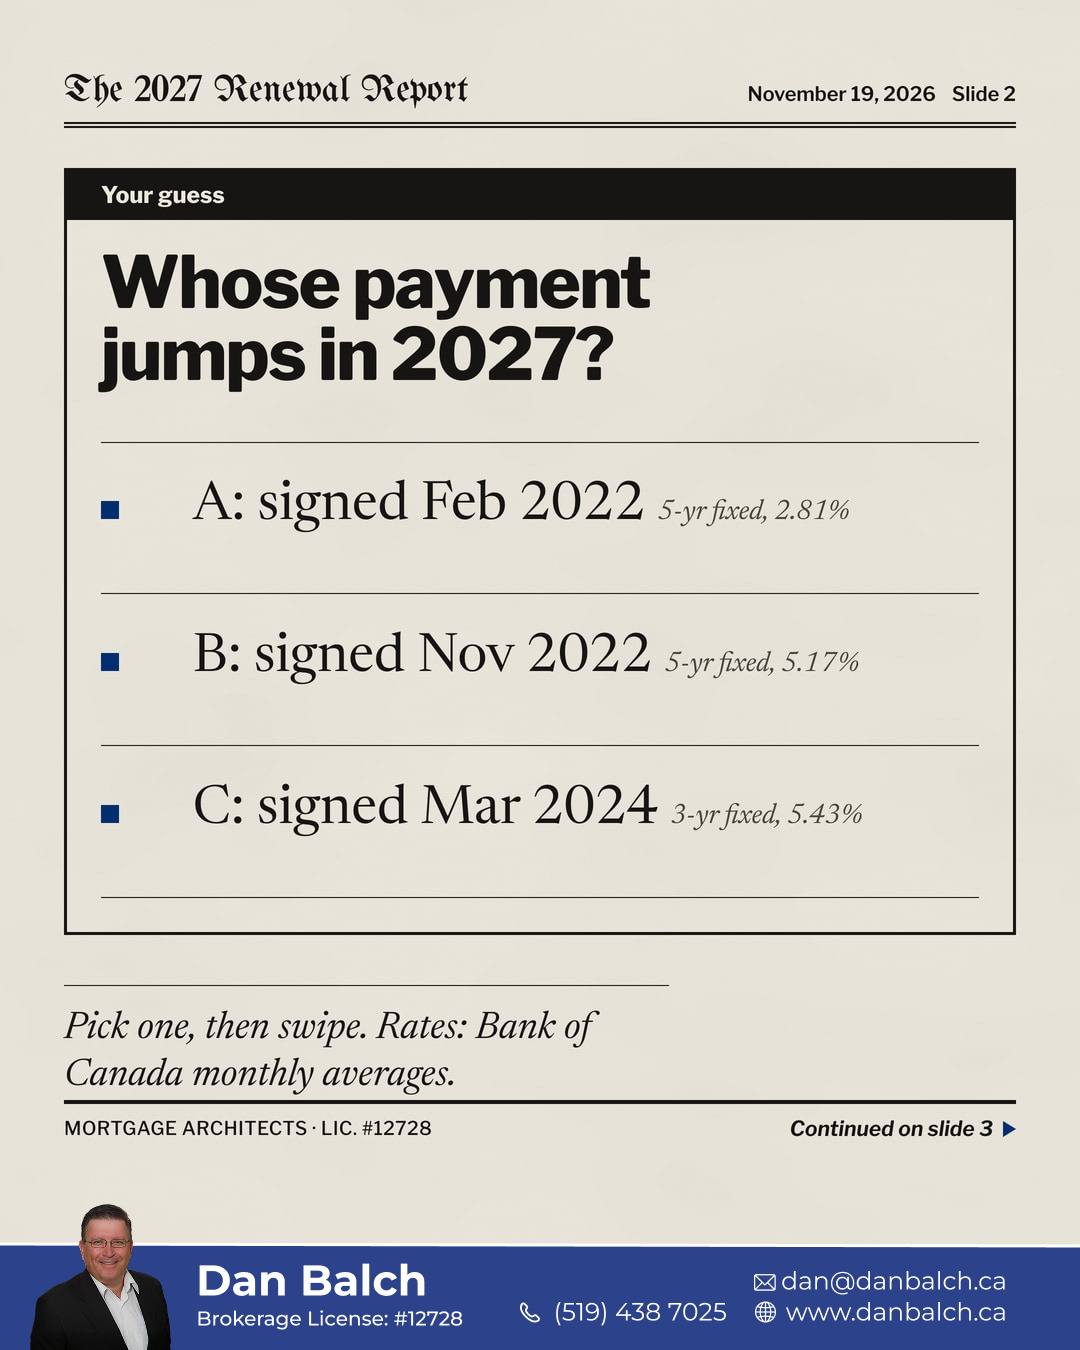 The 2027 Renewal Report
November 19, 2026 Slide 2
Your guess
Whose payment
jumps in 2027?
A: signed Feb 2022 5-yr fixed, 2.81%
B: signed Nov 2022 5-yr fixed, 5.17%
C: signed Mar 2024 3-yr fixed, 5.43%
Pick one, then swipe. Rates: Bank of
Canada monthly averages.
MORTGAGE ARCHITECTS · LIC. #12728
Continued on slide 3
Dan Balch
Brokerage License: #12728
(519) 438 7025
dan@danbalch.ca
www.danbalch.ca